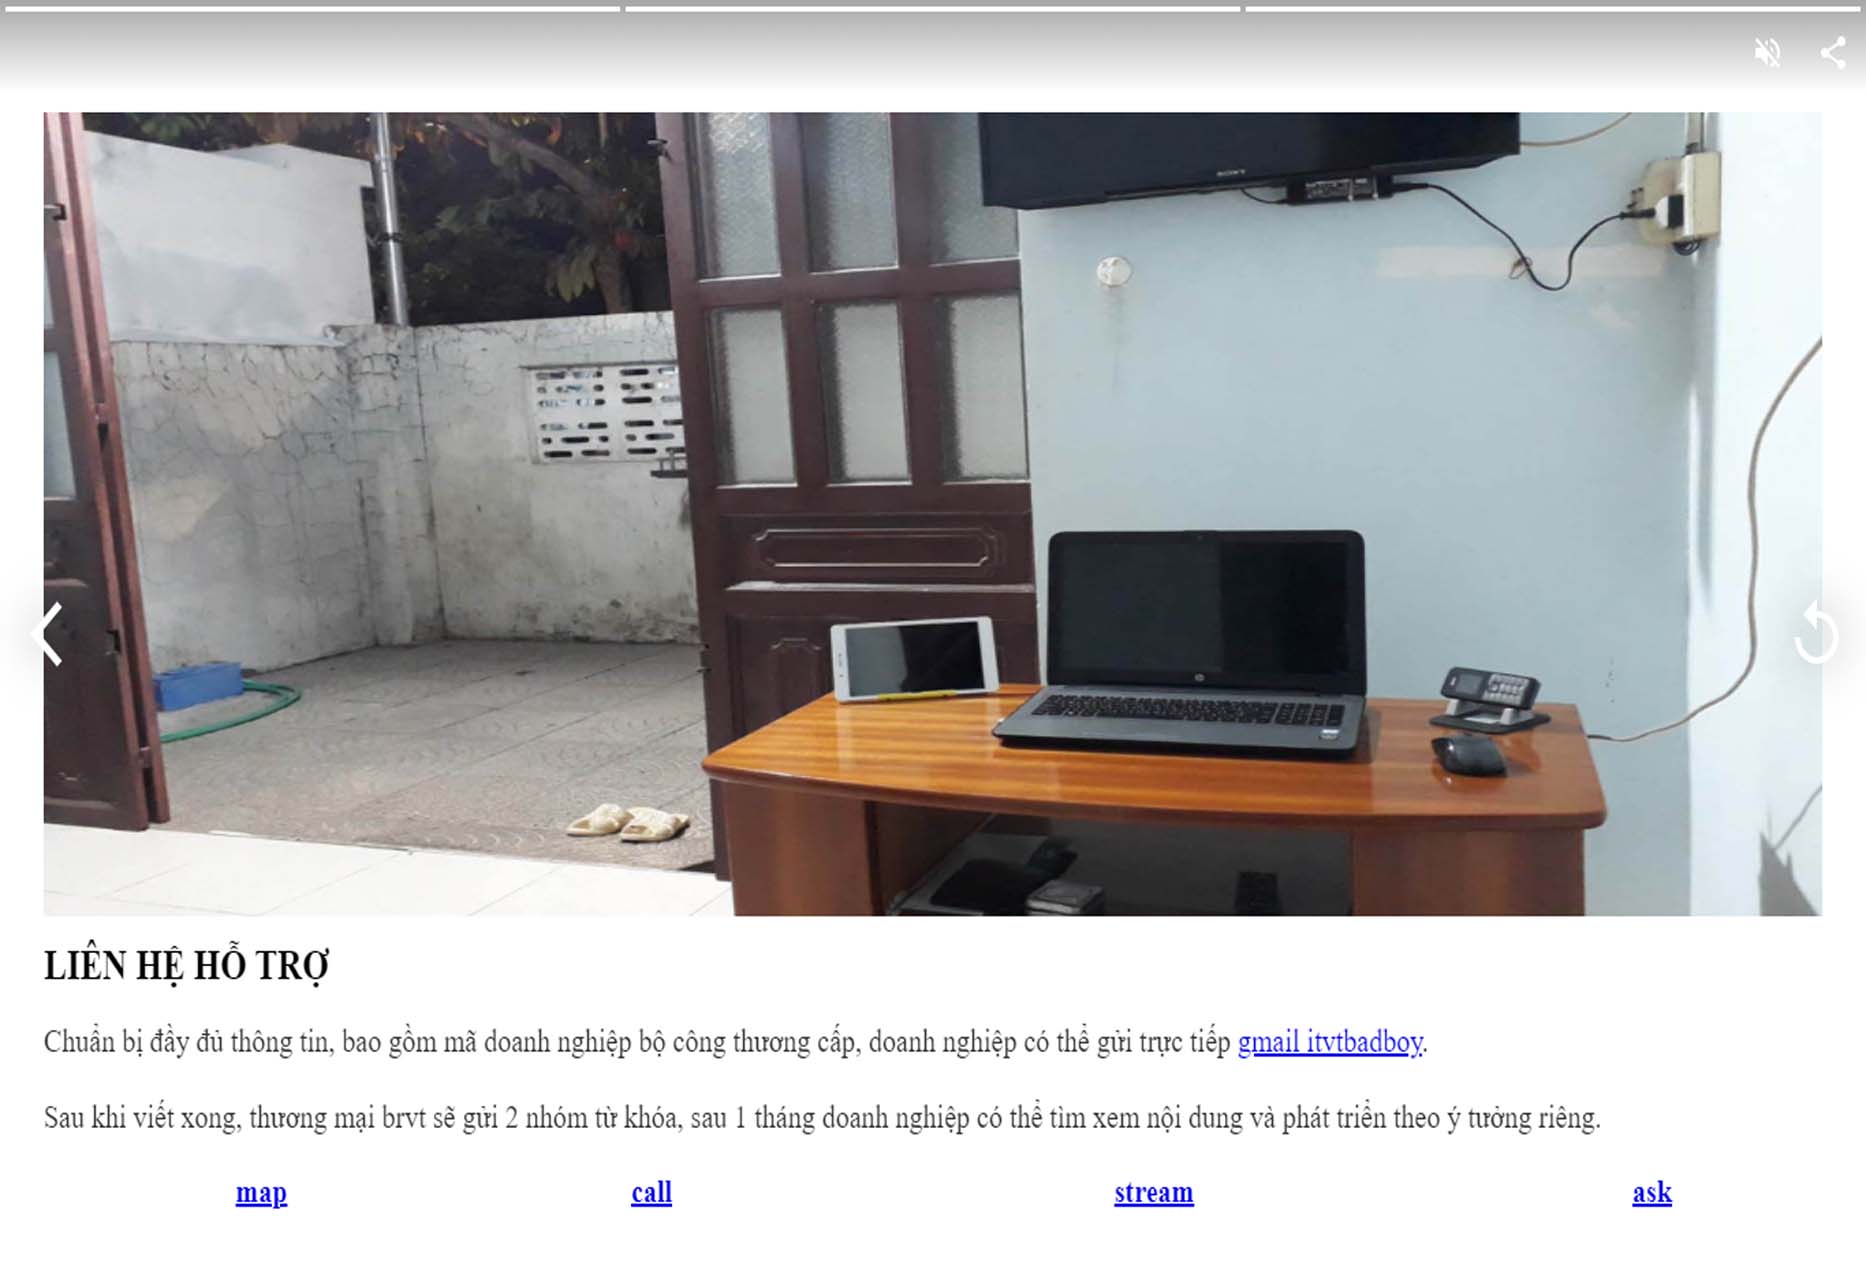 SONY
LIÊN HỆ HỖ TRỢ
Chuẩn bị đầy đủ thông tin, bao gồm mã doanh nghiệp bộ công thương cấp, doanh nghiệp có thể gửi trực tiếp gmail itvtbadboy.
Sau khi viết xong, thương mại brvt sẽ gửi 2 nhóm từ khóa, sau 1 tháng doanh nghiệp có thể tìm xem nội dung và phát triển theo ý tưởng riêng.
map call stream ask